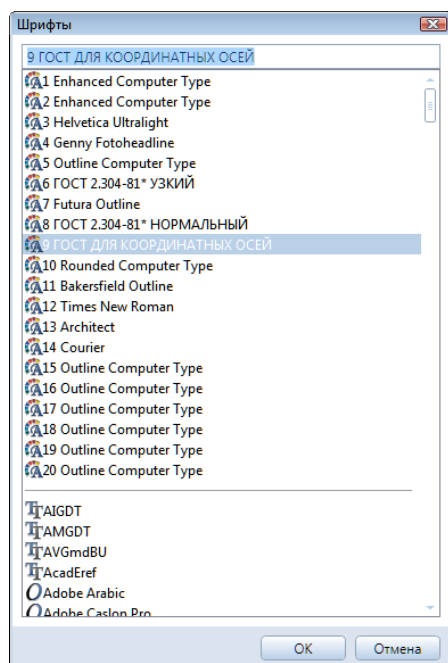 Шрифты
9 ГОСТ ДЛЯ КООРДИНАТНЫХ ОСЕЙ
1 Enhanced Computer Type
2 Enhanced Computer Type
3 Helvetica Ultralight
4 Genny Fotoheadline
5 Outline Computer Type
6 ГОСТ 2.304-81* УЗКИЙ
7 Futura Outline
8 ГОСТ 2.304-81* НОРМАЛЬНЫЙ
9 ГОСТ ДЛЯ КООРДИНАТНЫХ ОСЕЙ
10 Rounded Computer Type
11 Bakersfield Outline
12 Times New Roman
13 Architect
14 Courier
15 Outline Computer Type
16 Outline Computer Type
17 Outline Computer Type
18 Outline Computer Type
19 Outline Computer Type
20 Outline Computer Type
AIGDT
AMGDT
AVGmdBU
AcadEref
Adobe Arabic
Adobe Caslon Pro
OK Отмена